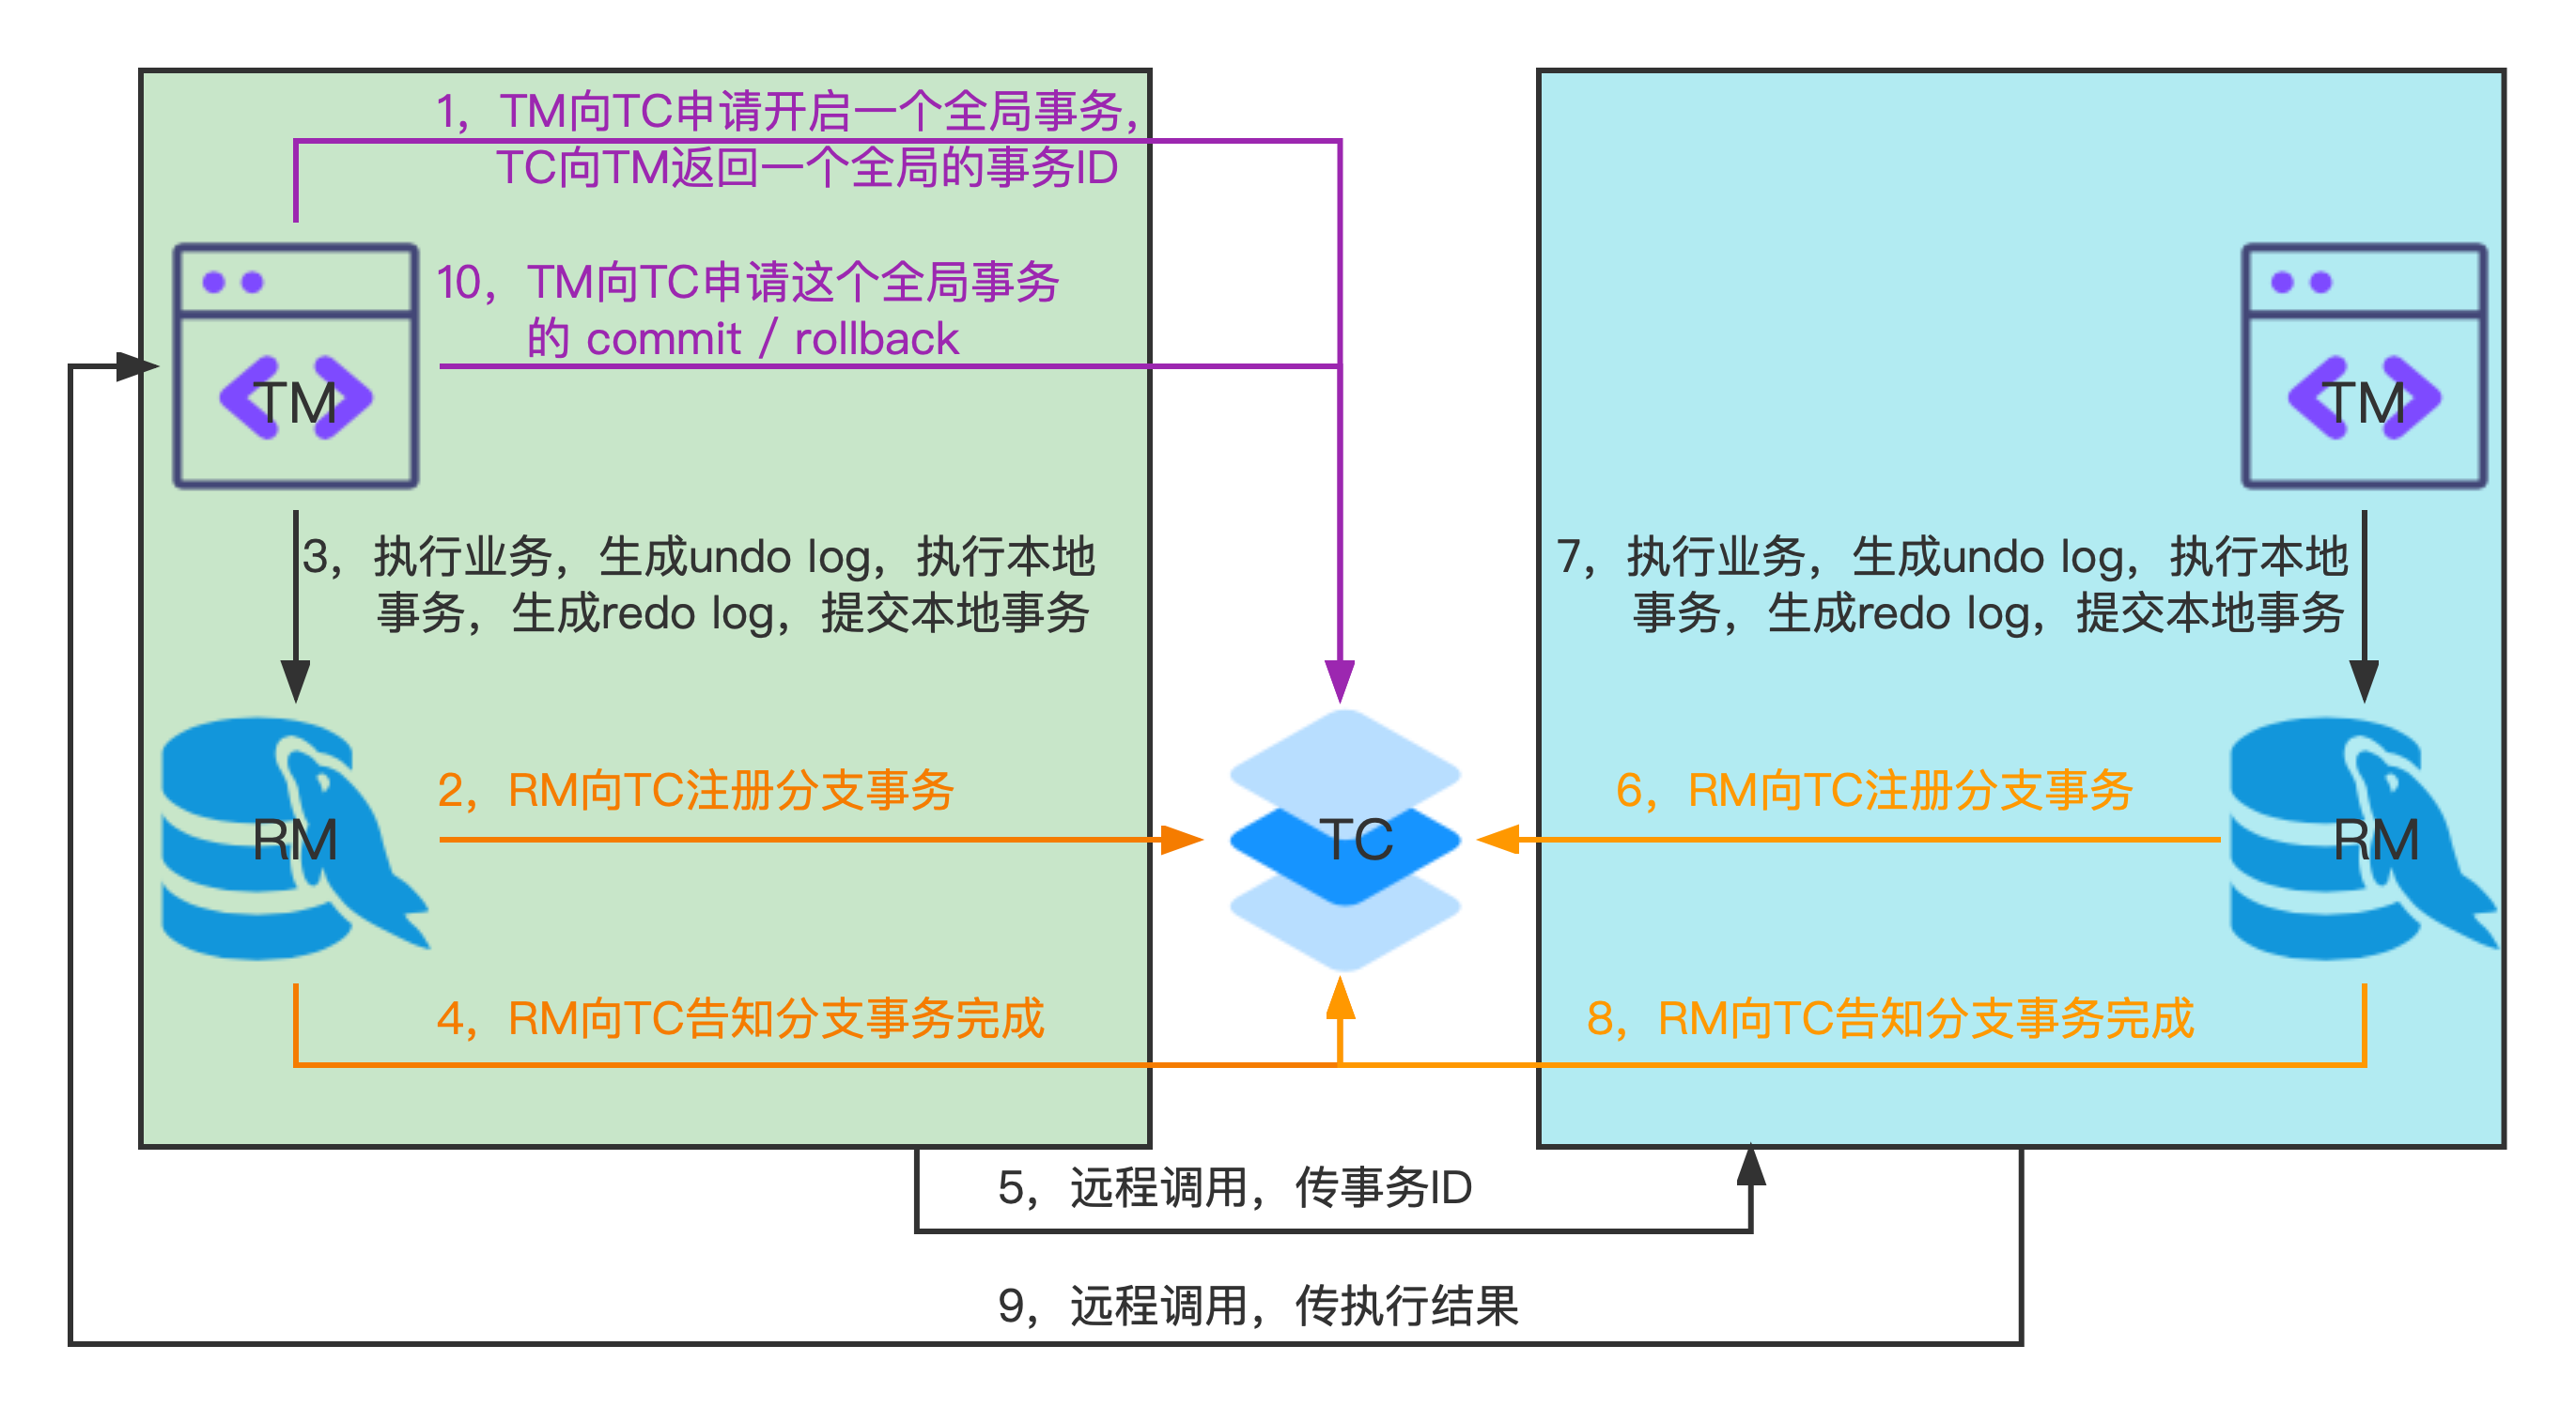 1，TM向TC申请开启一个全局事务，
TC向TM返回一个全局的事务ID
10，TM向TC申请这个全局事务
的 commit / rollback
TM
TM
3，执行业务，生成undo log，执行本地
事务，生成redo log，提交本地事务
7，执行业务，生成undo log，执行本地
事务，生成redo log，提交本地事务
2，RM向TC注册分支事务
6，RM向TC注册分支事务
RM
TC
RM
4，RM向TC告知分支事务完成
8，RM向TC告知分支事务完成
5，远程调用，传事务ID
9，远程调用，传执行结果